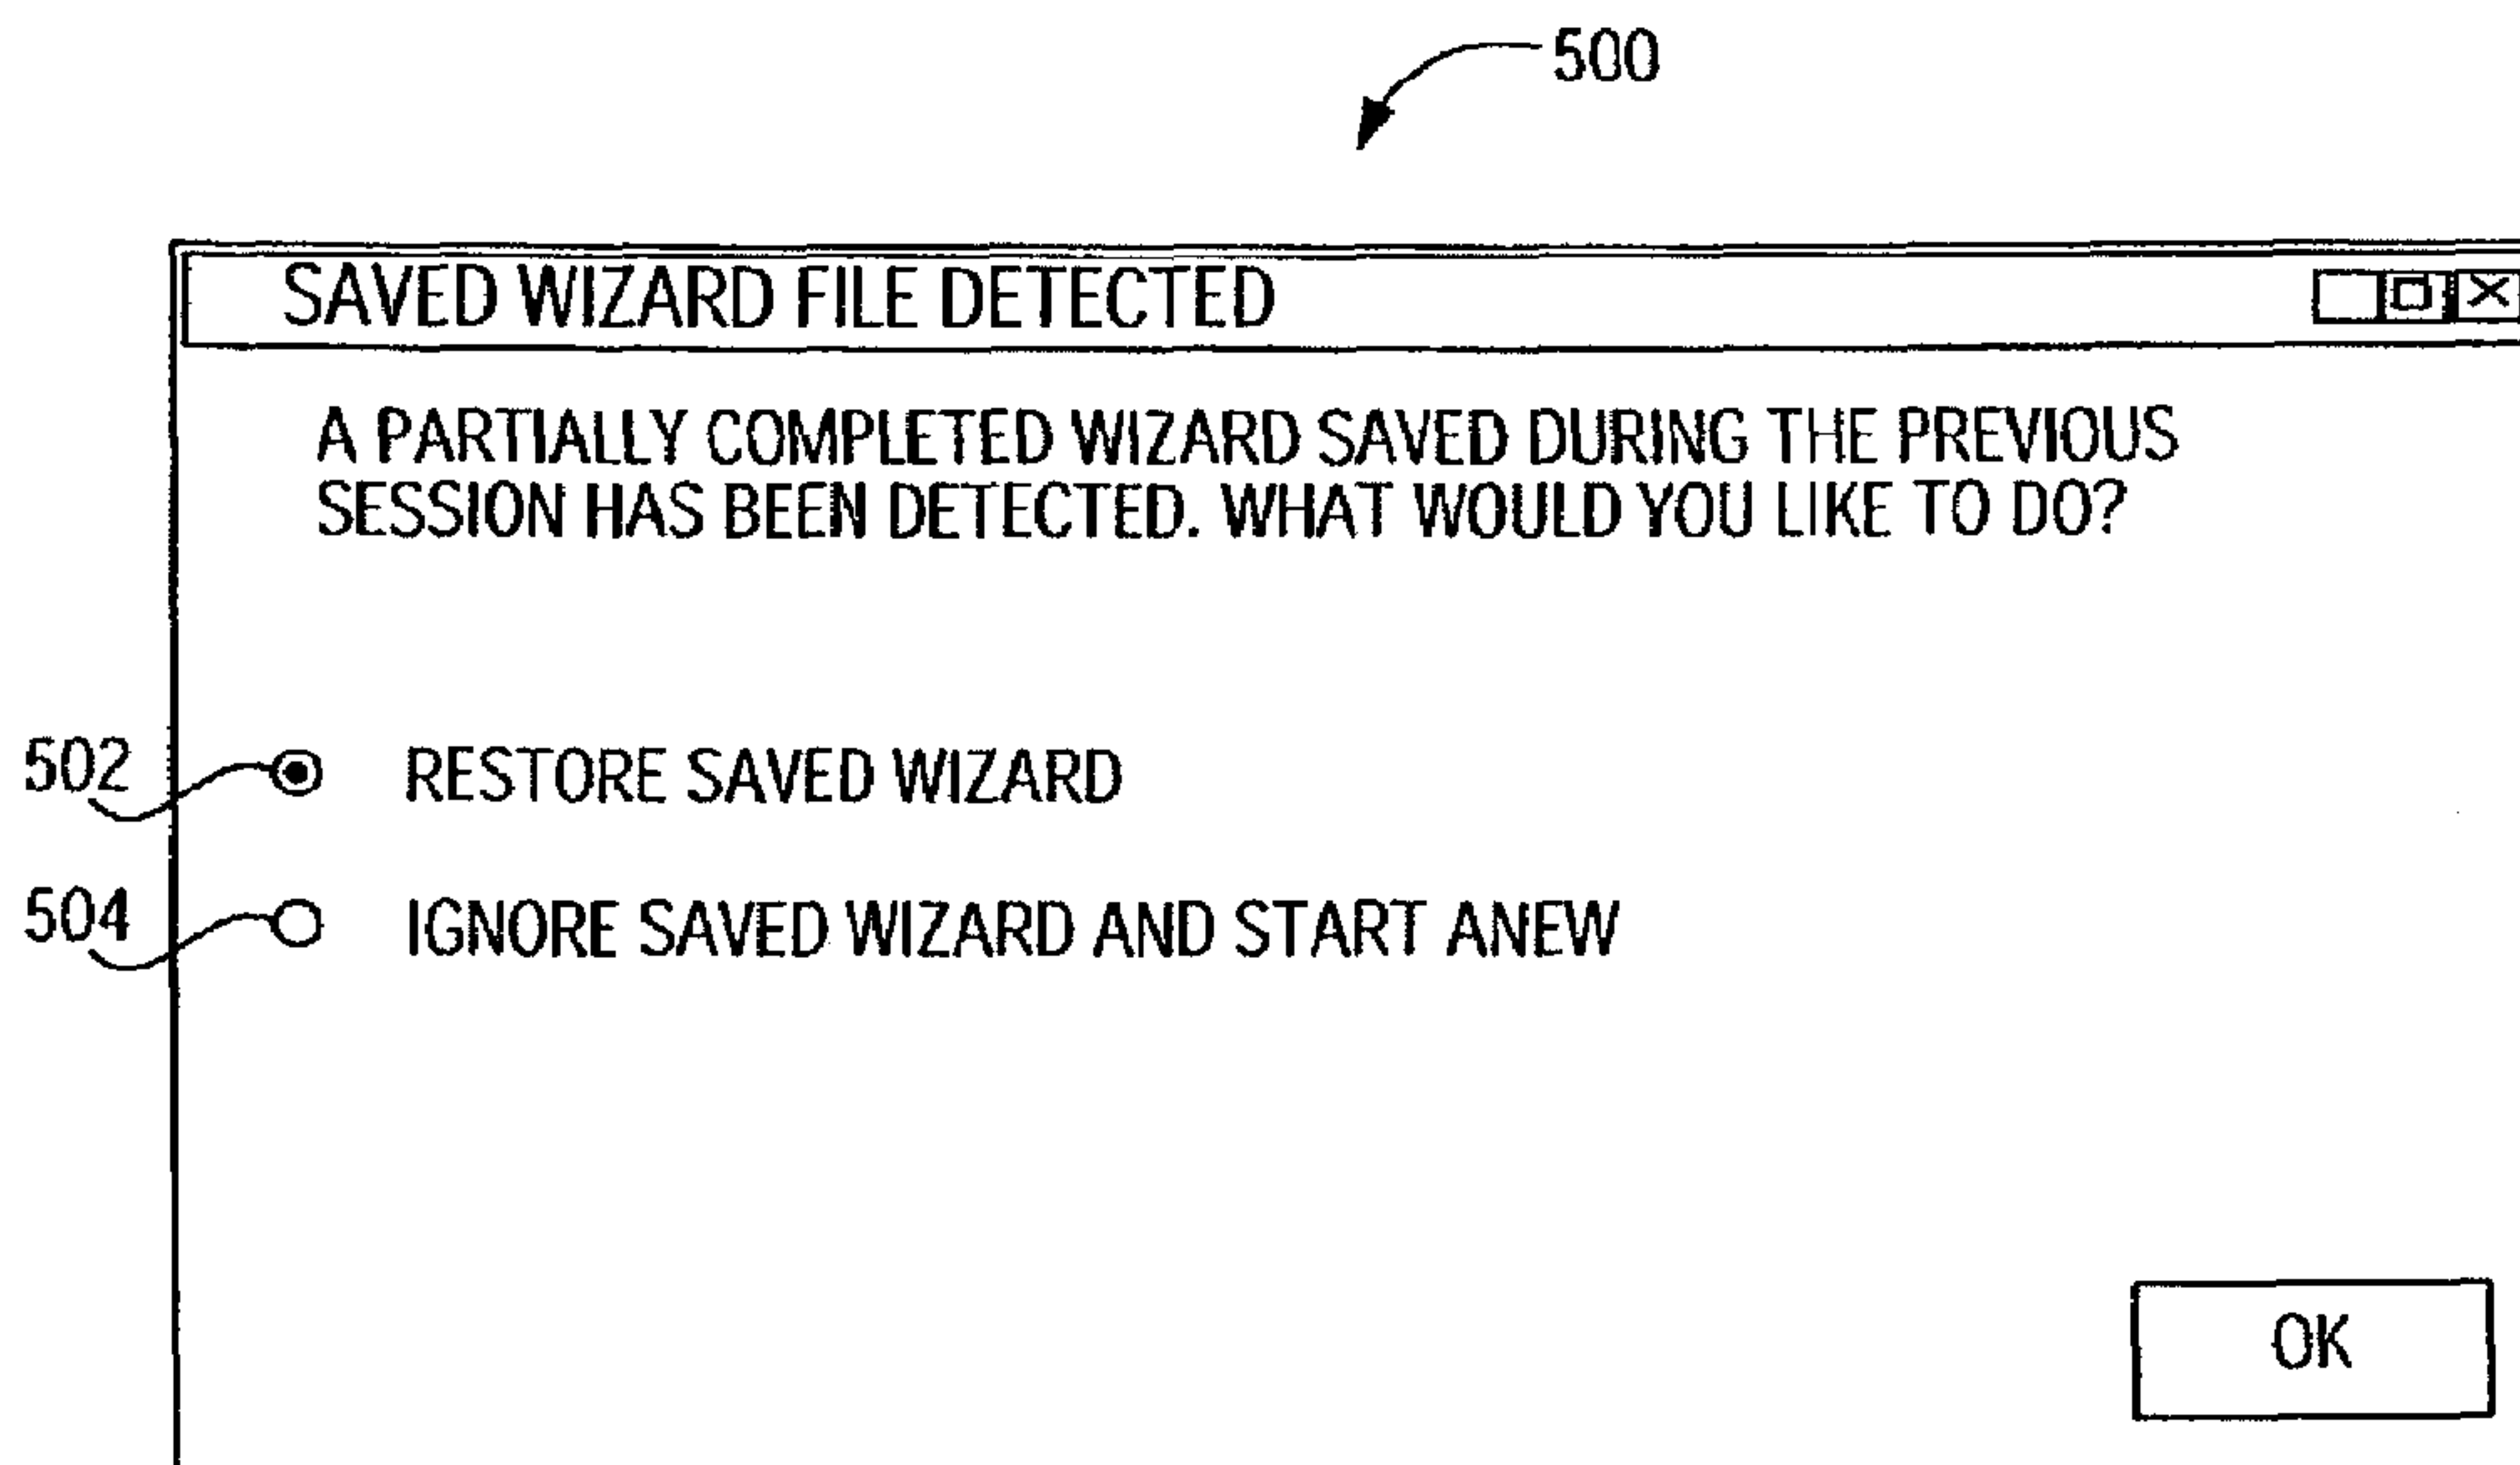 500
SAVED WIZARD FILE DETECTED
A PARTIALLY COMPLETED WIZARD SAVED DURING THE PREVIOUS
SESSION HAS BEEN DETECTED. WHAT WOULD YOU LIKE TO DO?
502 RESTORE SAVED WIZARD
504 IGNORE SAVED WIZARD AND START ANEW
OK